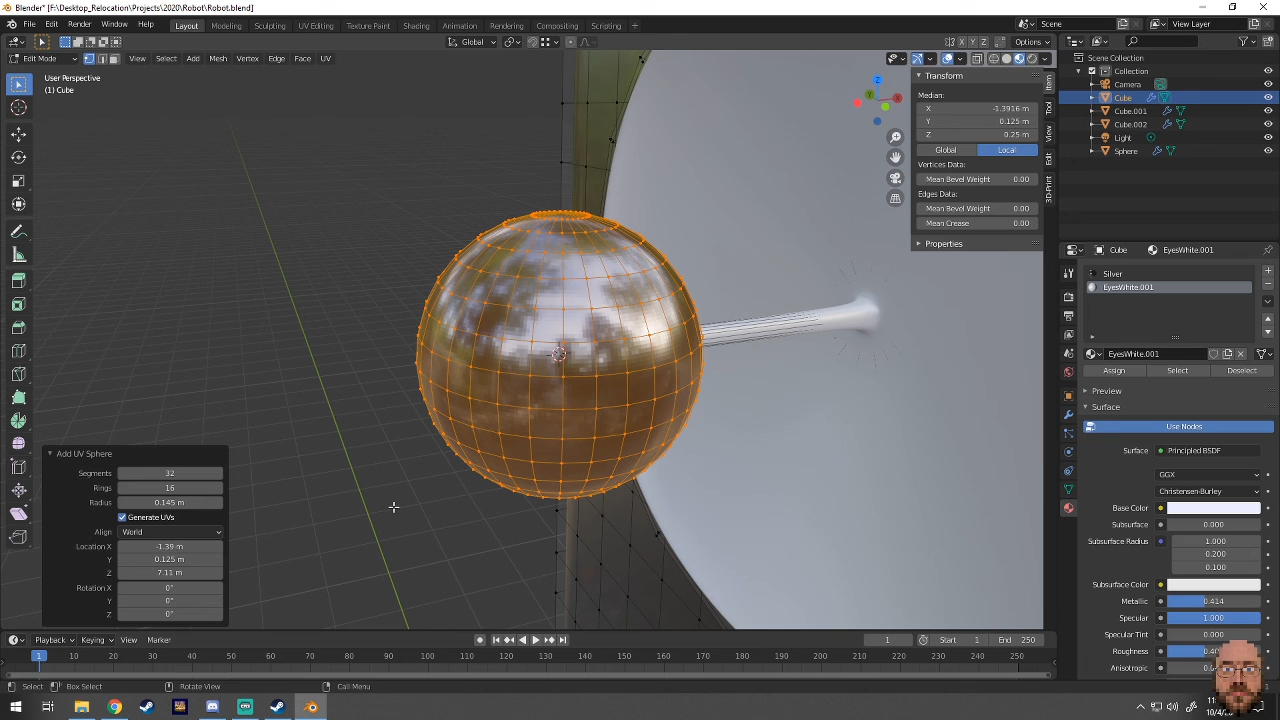 Blender* [F:\Desktop_Relocation\Projects\2020\Robot\Robot.blend]
File Edit Render Window Help Layout Modeling Sculpting UV Editing Texture Paint Shading Animation Rendering Compositing Scripting + Scene View Layer
Global Options
Edit Mode View Select Add Mesh Vertex Edge Face UV
User Perspective
(1) Cube
Transform
Median:
X -1.3916 m
Y 0.125 m
Z 0.25 m
Global Local
Vertices Data:
Mean Bevel Weight 0.00
Edges Data:
Mean Bevel Weight 0.00
Mean Crease 0.00
Properties
Item
Tool
View
Edit
3D-Print
Scene Collection
Collection
Camera
Cube
Cube.001
Cube.002
Light
Sphere
Cube EyesWhite.001
Silver
EyesWhite.001
EyesWhite.001
Assign Select Deselect
Preview
Surface
Use Nodes
Surface Principled BSDF
GGX
Christensen-Burley
Base Color
Subsurface 0.000
Subsurface Radius 1.000
0.200
0.100
Subsurface Color
Metallic 0.414
Specular 1.000
Specular Tint 0.000
Roughness
Anisotropic
Add UV Sphere
Segments 32
Rings 16
Radius 0.145 m
Generate UVs
Align World
Location X -1.39 m
Y 0.125 m
Z 7.11 m
Rotation X 0°
Y 0°
Z 0°
Playback Keying View Marker 1 Start 1 End 250
1 10 20 30 40 50 60 70 80 90 100 110 120 130 140 150 160 170 180 190 200 210 220 230 240 250
Select Box Select Rotate View Call Menu